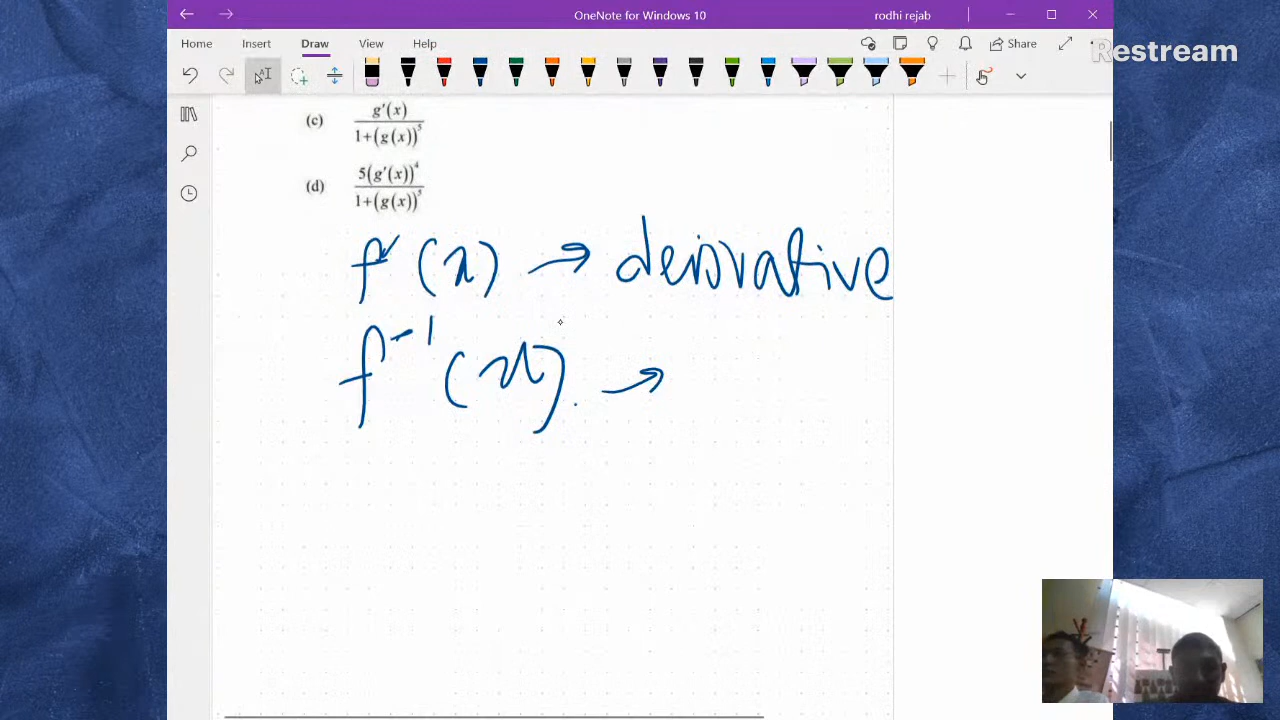 OneNote for Windows 10
rodhi rejab
Home Insert Draw View Help
Share
Restream
(c) g'(x) / 1+(g(x))^5
(d) 5(g'(x))^4 / 1+(g(x))^5
f'(x) → derivative
f^-1(x). →